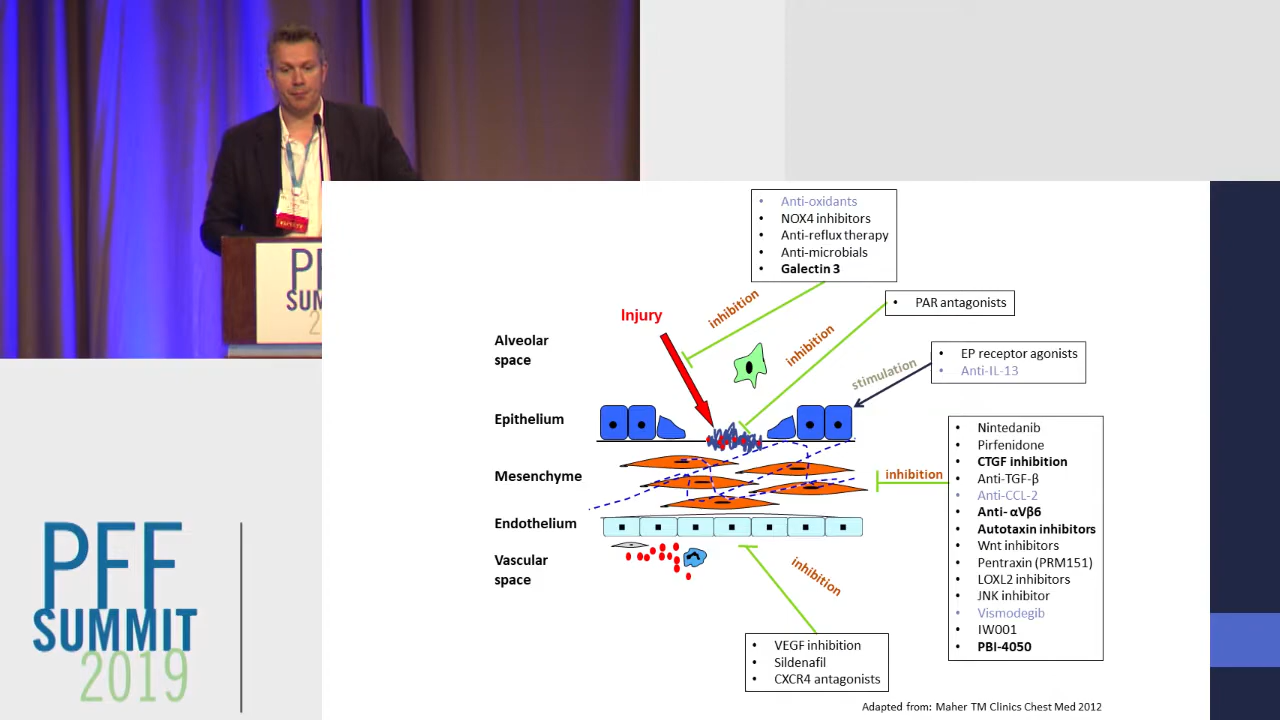 PF
SUM
2
PFF
SUMMIT
2019
• Anti-oxidants
• NOX4 inhibitors
• Anti-reflux therapy
• Anti-microbials
• Galectin 3
inhibition
• PAR antagonists
inhibition
Injury
• EP receptor agonists
• Anti-IL-13
stimulation
Alveolar
space
Epithelium
Mesenchyme
Endothelium
Vascular
space
• Nintedanib
• Pirfenidone
• CTGF inhibition
• Anti-TGF-β
• Anti-CCL-2
• Anti- αVβ6
• Autotaxin inhibitors
• Wnt inhibitors
• Pentraxin (PRM151)
• LOXL2 inhibitors
• JNK inhibitor
• Vismodegib
• IW001
• PBI-4050
inhibition
inhibition
• VEGF inhibition
• Sildenafil
• CXCR4 antagonists
Adapted from: Maher TM Clinics Chest Med 2012